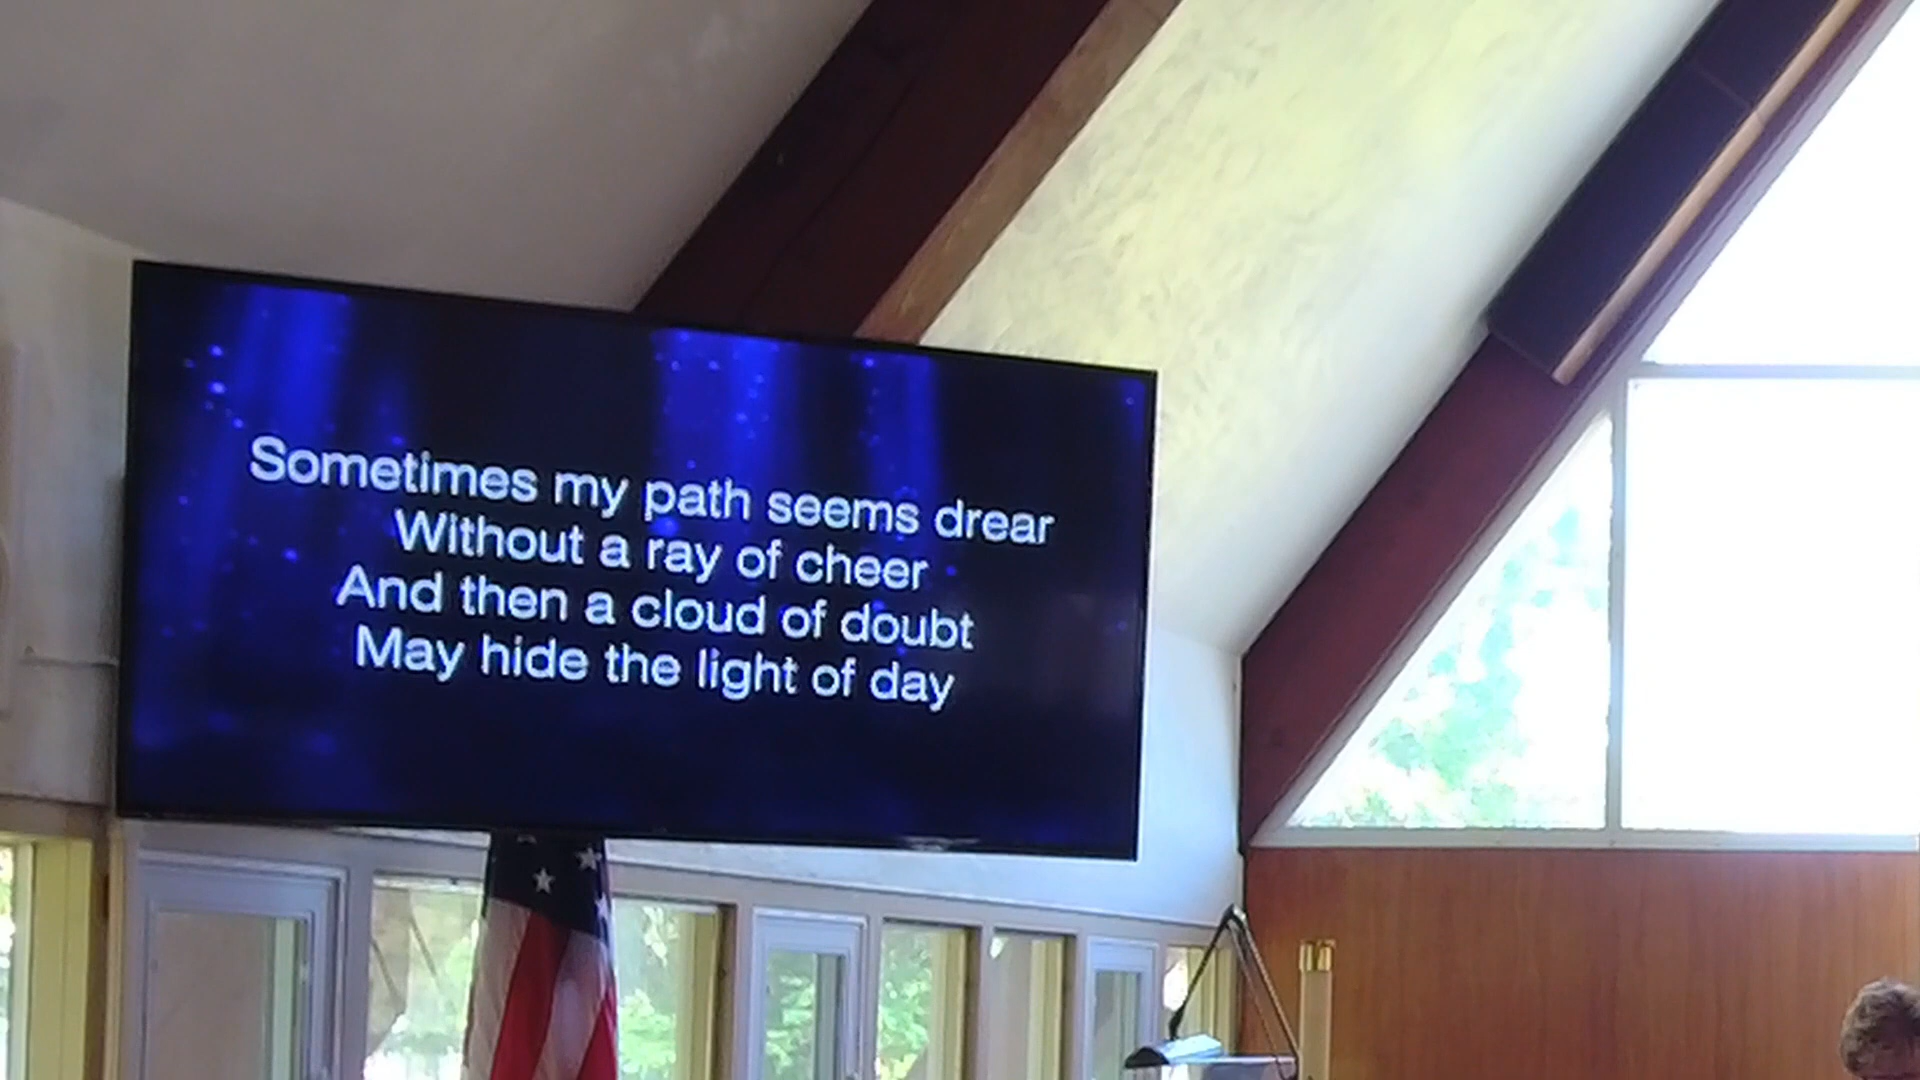 Sometimes my path seems drear
Without a ray of cheer
And then a cloud of doubt
May hide the light of day